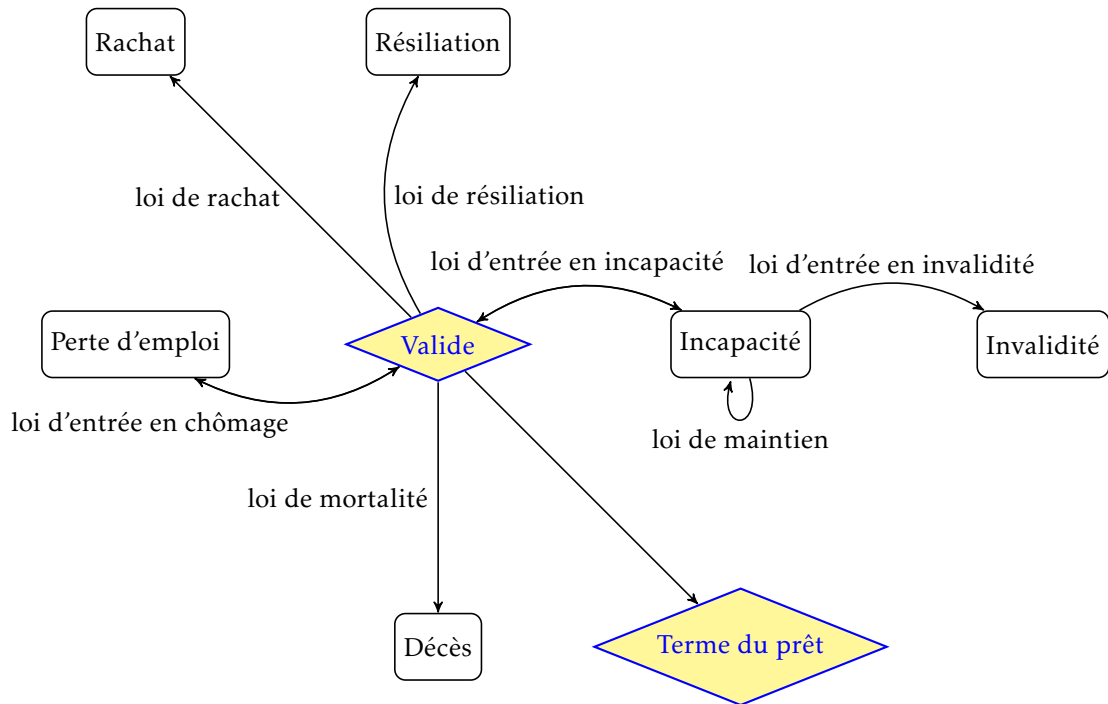 Rachat
Résiliation
loi de rachat
loi de résiliation
loi d'entrée en incapacité
loi d'entrée en invalidité
Perte d'emploi
Valide
Incapacité
Invalidité
loi d'entrée en chômage
loi de maintien
loi de mortalité
Décès
Terme du prêt